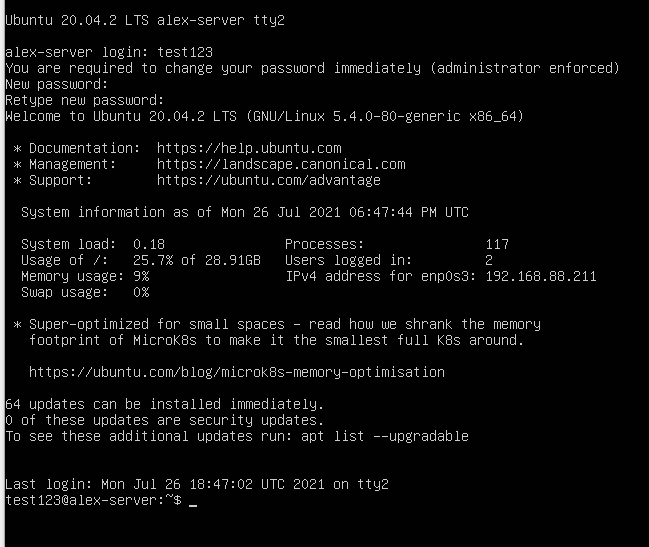 Ubuntu 20.04.2 LTS alex-server tty2
alex-server login: test123
You are required to change your password immediately (administrator enforced)
New password:
Retype new password:
Welcome to Ubuntu 20.04.2 LTS (GNU/Linux 5.4.0-80-generic x86_64)
* Documentation:  https://help.ubuntu.com
* Management:     https://landscape.canonical.com
* Support:        https://ubuntu.com/advantage
System information as of Mon 26 Jul 2021 06:47:44 PM UTC
System load:  0.18               Processes:               117
Usage of /:   25.7% of 28.91GB   Users logged in:         2
Memory usage: 9%                 IPv4 address for enp0s3: 192.168.88.211
Swap usage:   0%
* Super-optimized for small spaces - read how we shrank the memory
footprint of MicroK8s to make it the smallest full K8s around.
https://ubuntu.com/blog/microk8s-memory-optimisation
64 updates can be installed immediately.
0 of these updates are security updates.
To see these additional updates run: apt list --upgradable
Last login: Mon Jul 26 18:47:02 UTC 2021 on tty2
test123@alex-server:~$ _